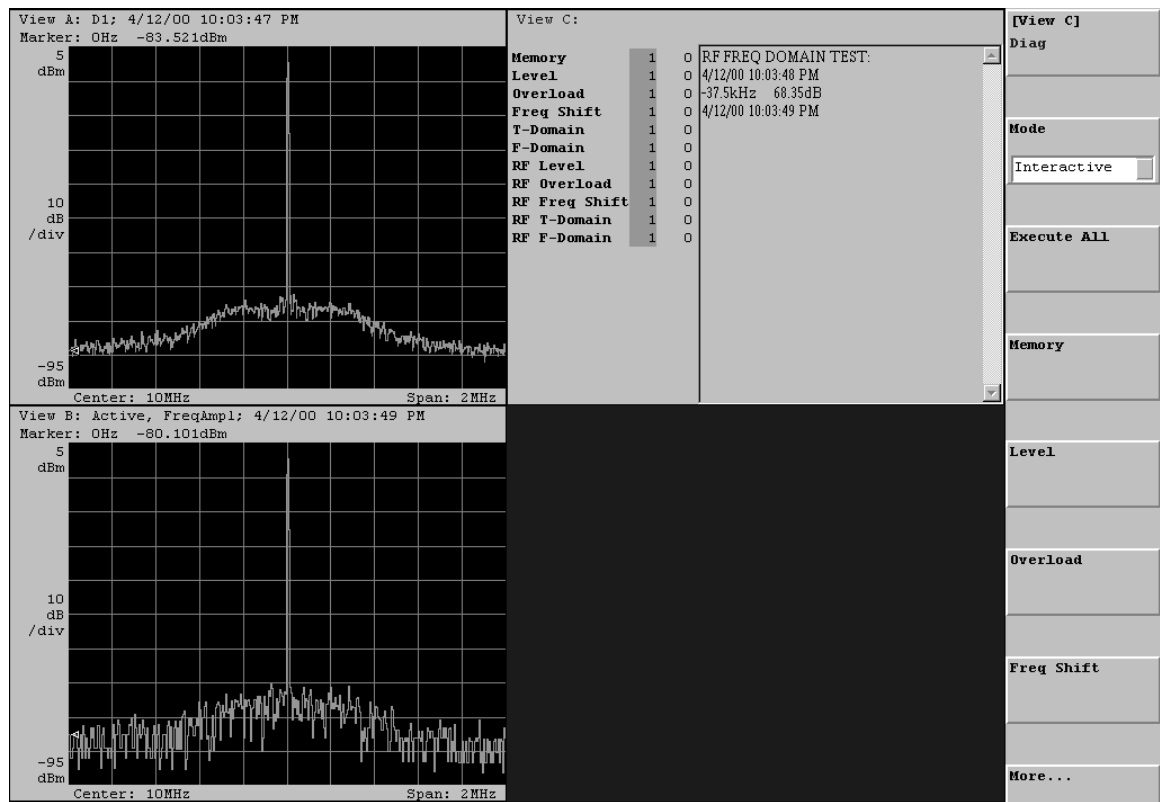 View A: D1; 4/12/00 10:03:47 PM
Marker: 0Hz -83.521dBm
5
dBm
10
dB
/div
-95
dBm
Center: 10MHz Span: 2MHz
View B: Active, FreqAmpl; 4/12/00 10:03:49 PM
Marker: 0Hz -80.101dBm
5
dBm
10
dB
/div
-95
dBm
Center: 10MHz Span: 2MHz
View C:
Memory 1 0
Level 1 0
Overload 1 0
Freq Shift 1 0
T-Domain 1 0
F-Domain 1 0
RF Level 1 0
RF Overload 1 0
RF Freq Shift 1 0
RF T-Domain 1 0
RF F-Domain 1 0
RF FREQ DOMAIN TEST:
4/12/00 10:03:48 PM
-37.5kHz 68.35dB
4/12/00 10:03:49 PM
[View C]
Diag
Mode
Interactive
Execute All
Memory
Level
Overload
Freq Shift
More...